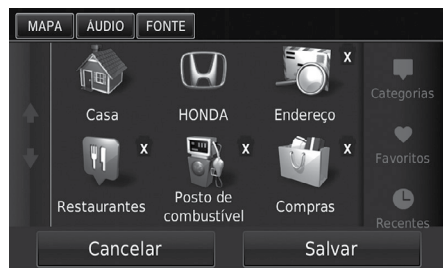 MAPA ÁUDIO FONTE
X
Casa HONDA Endereço Categorias
X X X
Favoritos
Restaurantes Posto de combustível Compras
Recentes
Cancelar Salvar